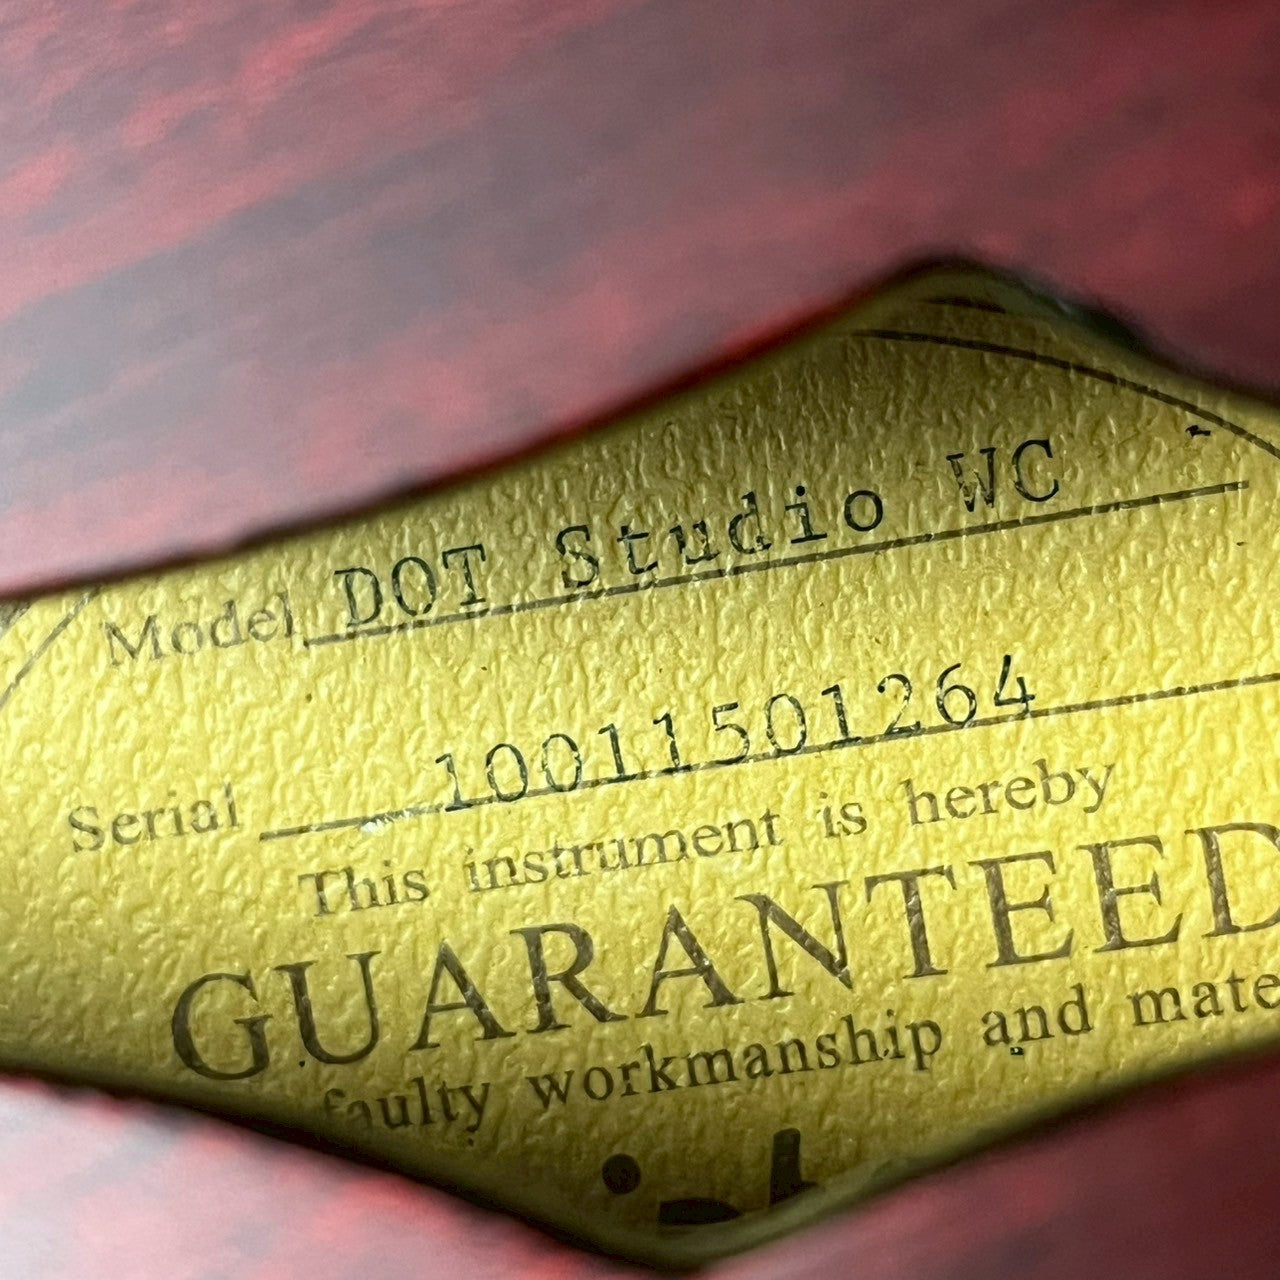 Model DOT Studio WC
Serial 10011501264
This instrument is hereby
GUARANTEED
faulty workmanship and mate